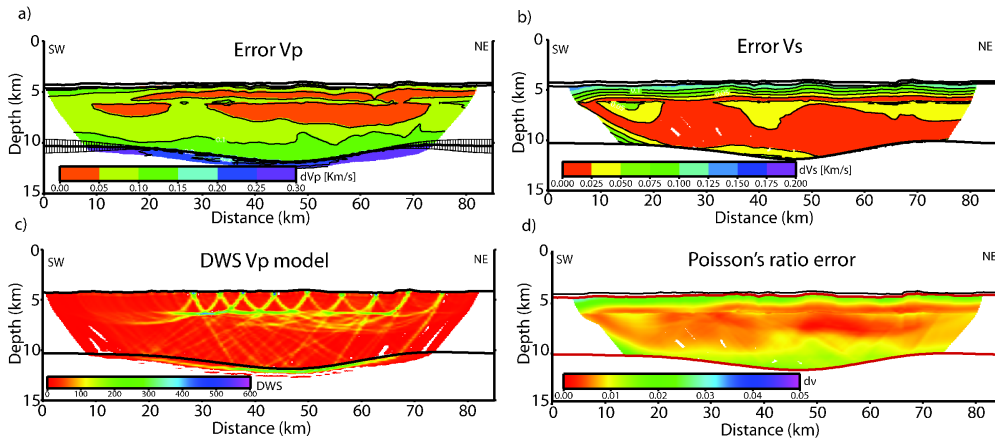 a)
SW
Error Vp
NE
Depth (km)
0
5
10
15
dVp [Km/s]
0.00 0.05 0.10 0.15 0.20 0.25 0.30
0 10 20 30 40 50 60 70 80
Distance (km)
b)
SW
Error Vs
NE
Depth (km)
0
5
10
15
dVs [Km/s]
0.000 0.025 0.050 0.075 0.100 0.125 0.150 0.175 0.200
0 10 20 30 40 50 60 70 80
Distance (km)
c)
SW
DWS Vp model
NE
Depth (km)
0
5
10
15
DWS
0 100 200 300 400 500 600
0 10 20 30 40 50 60 70 80
Distance (km)
d)
SW
Poisson's ratio error
NE
Depth (km)
0
5
10
15
dv
0.00 0.01 0.02 0.03 0.04 0.05
0 10 20 30 40 50 60 70 80
Distance (km)